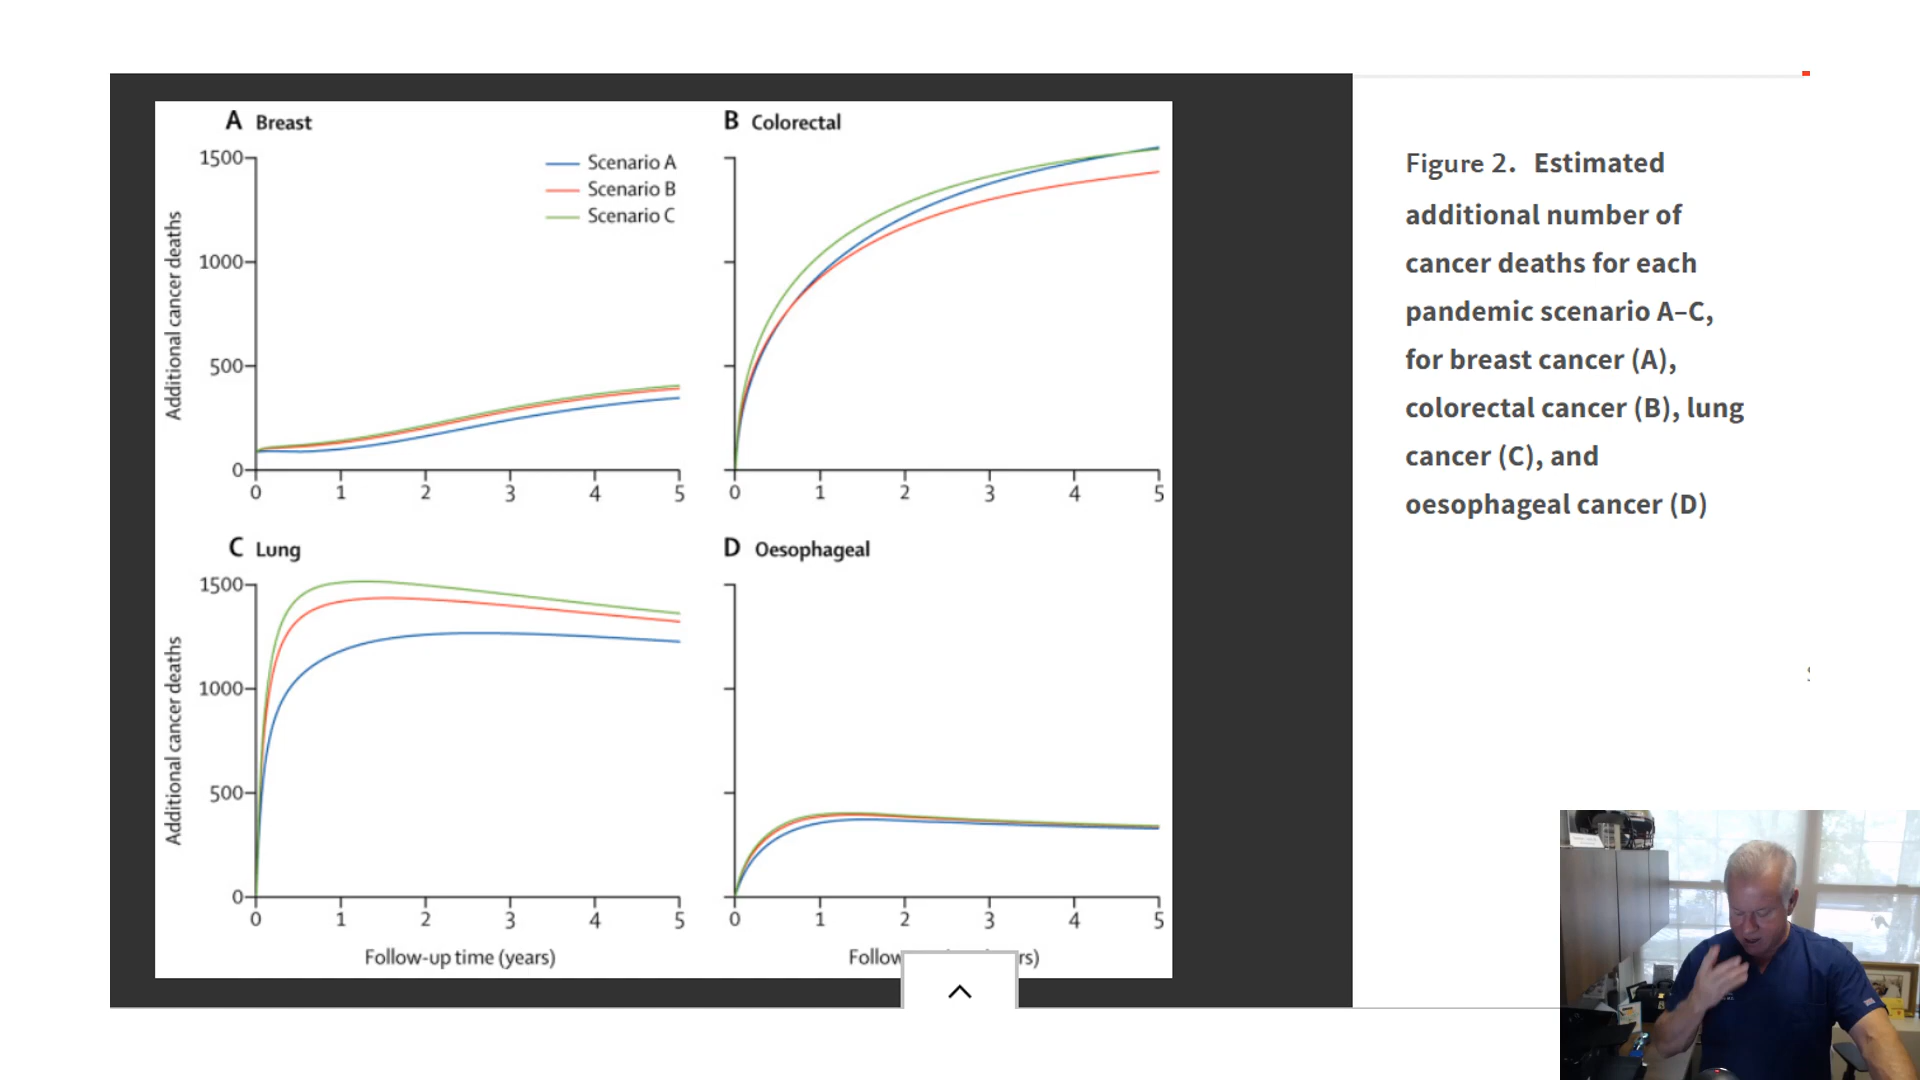 A Breast
1500
1000
500
0
Additional cancer deaths
Scenario A
Scenario B
Scenario C
0 1 2 3 4 5
B Colorectal
0 1 2 3 4 5
C Lung
1500
1000
500
0
Additional cancer deaths
0 1 2 3 4 5
Follow-up time (years)
D Oesophageal
0 1 2 3 4 5
Follow rs)
Figure 2. Estimated
additional number of
cancer deaths for each
pandemic scenario A–C,
for breast cancer (A),
colorectal cancer (B), lung
cancer (C), and
oesophageal cancer (D)